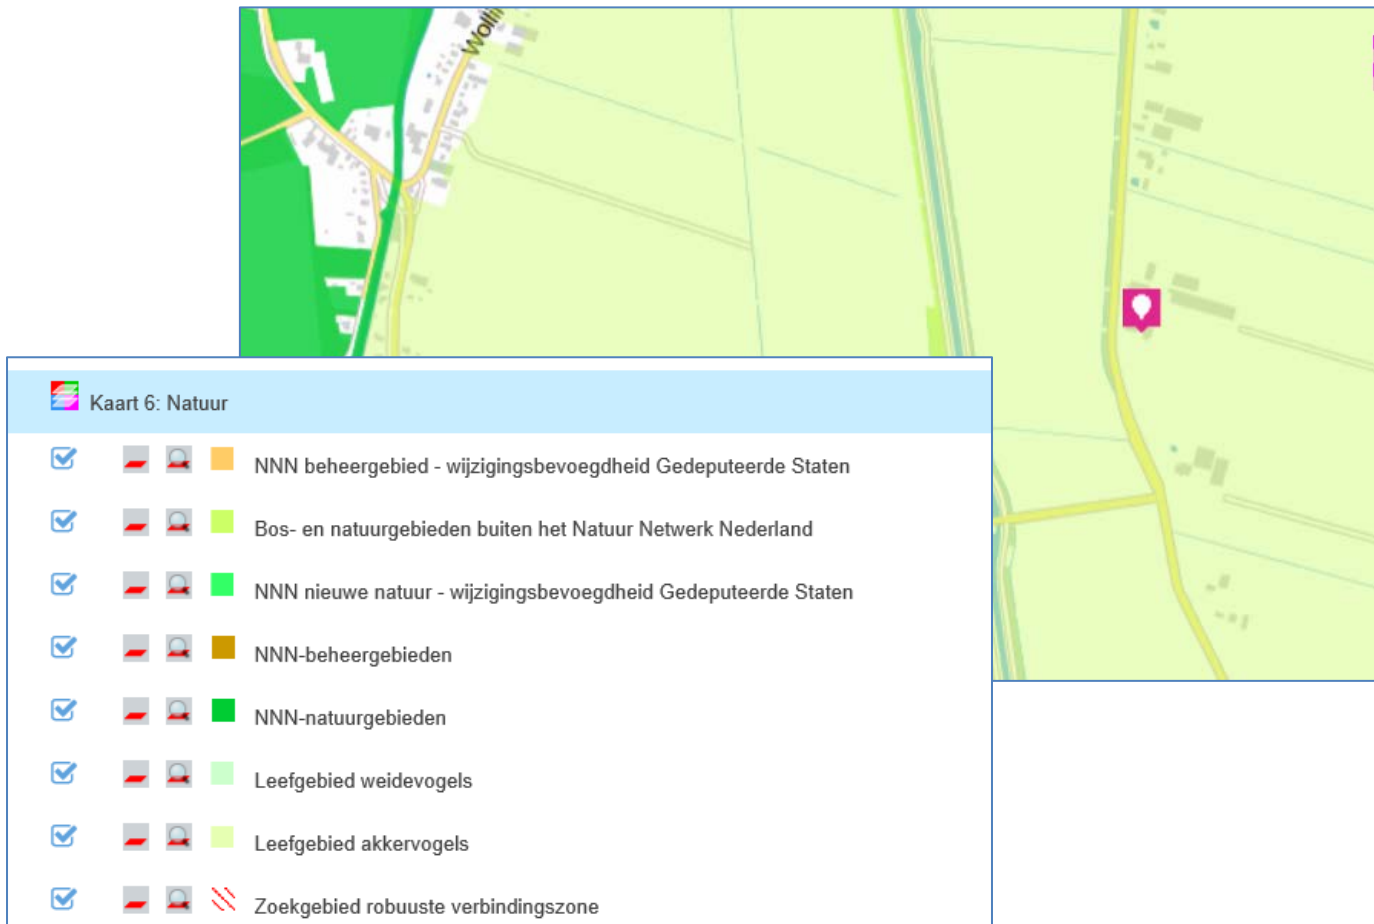 Kaart 6: Natuur
NNN beheergebied - wijzigingsbevoegdheid Gedeputeerde Staten
Bos- en natuurgebieden buiten het Natuur Netwerk Nederland
NNN nieuwe natuur - wijzigingsbevoegdheid Gedeputeerde Staten
NNN-beheergebieden
NNN-natuurgebieden
Leefgebied weidevogels
Leefgebied akkervogels
Zoekgebied robuuste verbindingszone